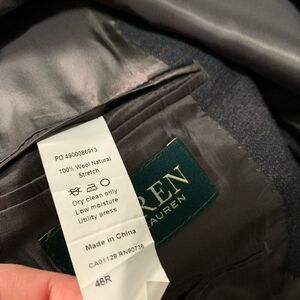 PO 4900086913
100% Wool Natural
Stretch
Dry clean only
Low moisture
Utility press
Made in China
CA01129 RN90738
46R
REN
LAUREN